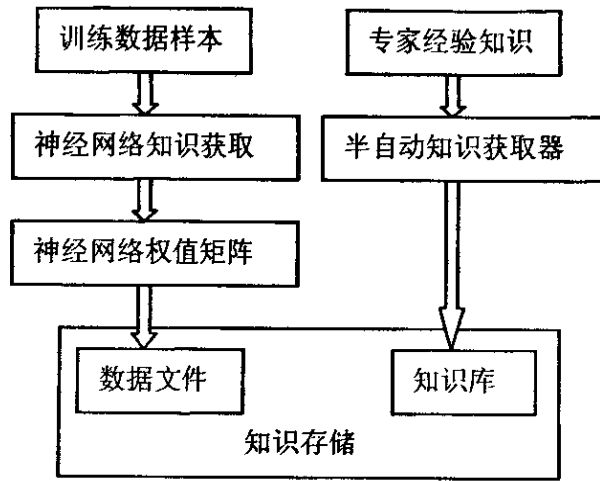 训练数据样本
专家经验知识
神经网络知识获取
半自动知识获取器
神经网络权值矩阵
数据文件
知识库
知识存储